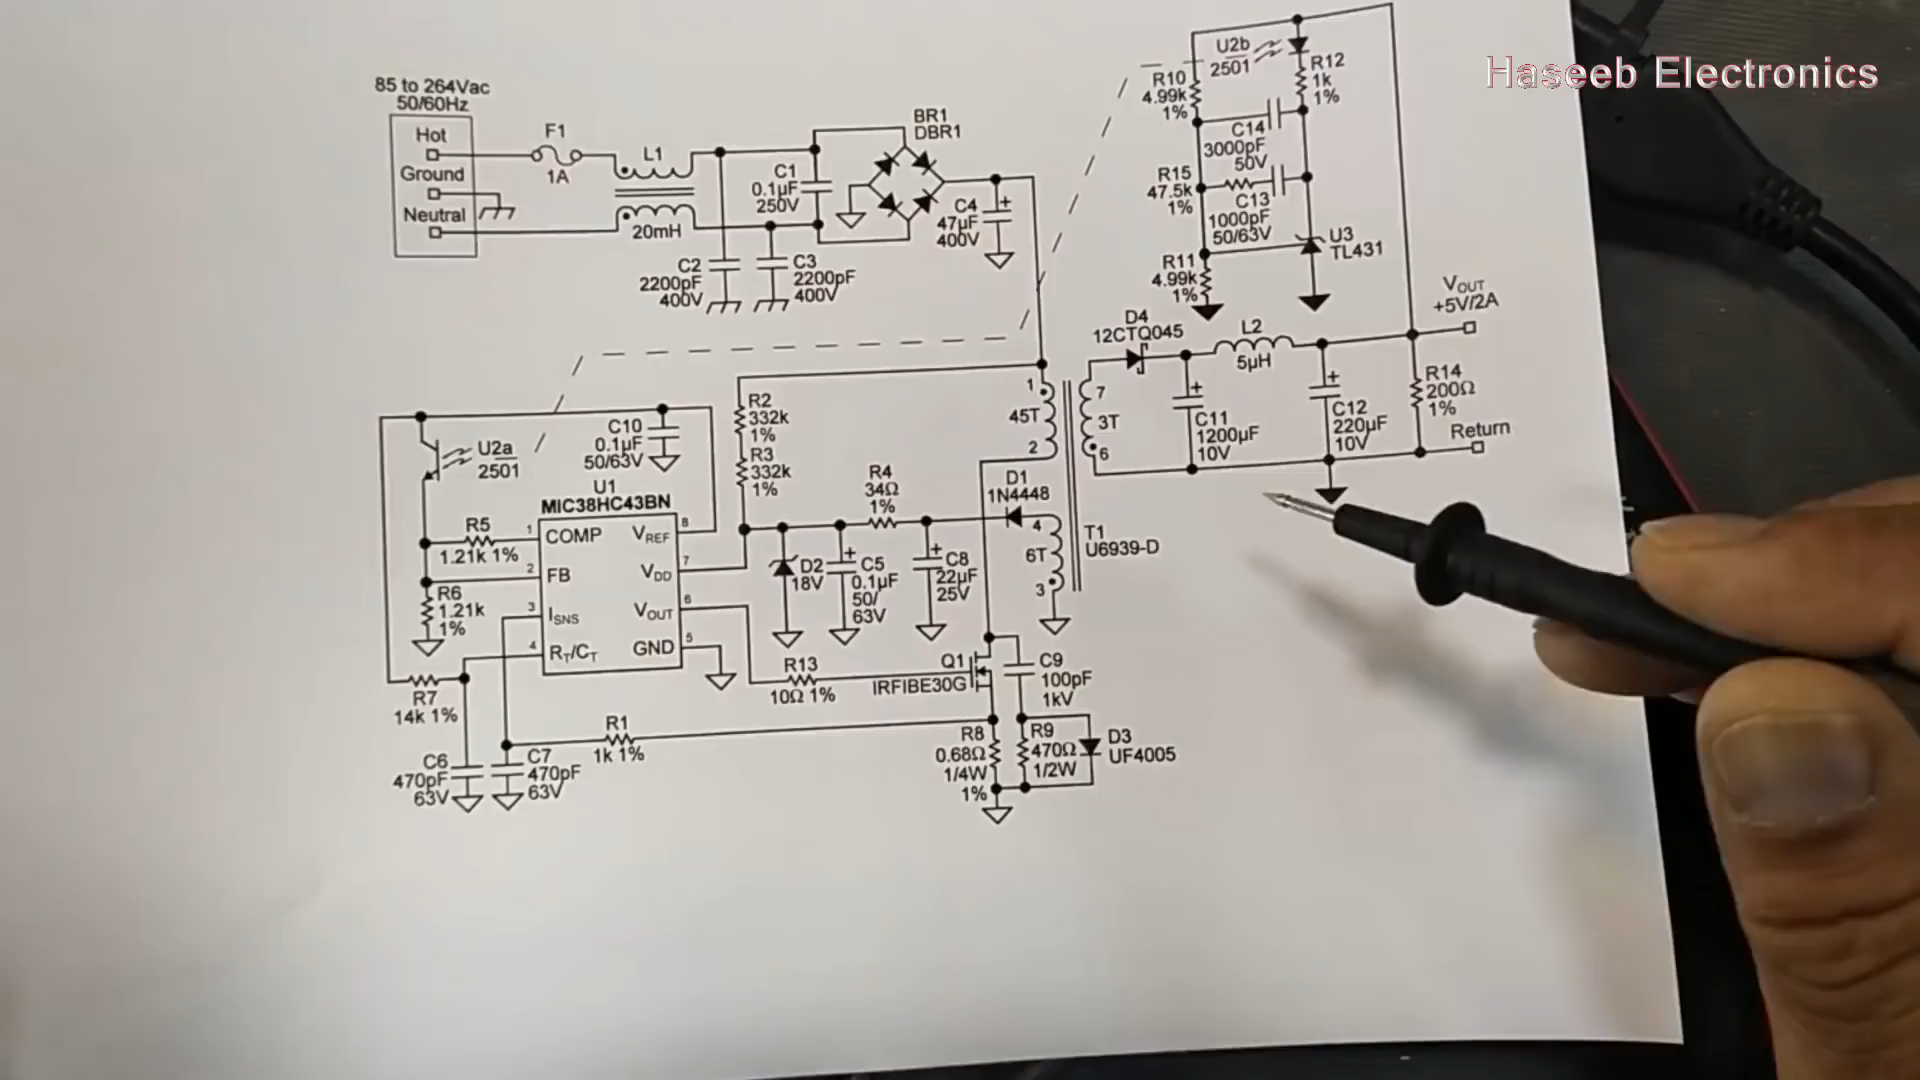 Haseeb Electronics
85 to 264Vac
50/60Hz
Hot
Ground
Neutral
F1
1A
L1
20mH
C1
0.1µF
250V
C2
2200pF
400V
C3
2200pF
400V
BR1
DBR1
C4
47µF
400V
U2b
2501
R12
1k
1%
R10
4.99k
1%
C14
3000pF
50V
R15
47.5k
1%
C13
1000pF
50/63V
U3
TL431
R11
4.99k
1%
VOUT
+5V/2A
D4
12CTQ045
L2
5µH
C11
1200µF
10V
C12
220µF
10V
R14
200Ω
1%
Return
1
45T
2
7
3T
6
R2
332k
1%
R3
332k
1%
C10
0.1µF
50/63V
U2a
2501
U1
MIC38HC43BN
R4
34Ω
1%
D1
1N4448
4
6T
3
T1
U6939-D
R5
1.21k 1%
R6
1.21k
1%
1
COMP
2
FB
3
ISNS
4
RT/CT
VREF
8
VDD
7
VOUT
6
GND
5
D2
18V
C5
0.1µF
50/
63V
C8
22µF
25V
R7
14k 1%
R13
10Ω 1%
Q1
IRFIBE30G
C9
100pF
1kV
R1
1k 1%
C6
470pF
63V
C7
470pF
63V
R8
0.68Ω
1/4W
1%
R9
470Ω
1/2W
D3
UF4005